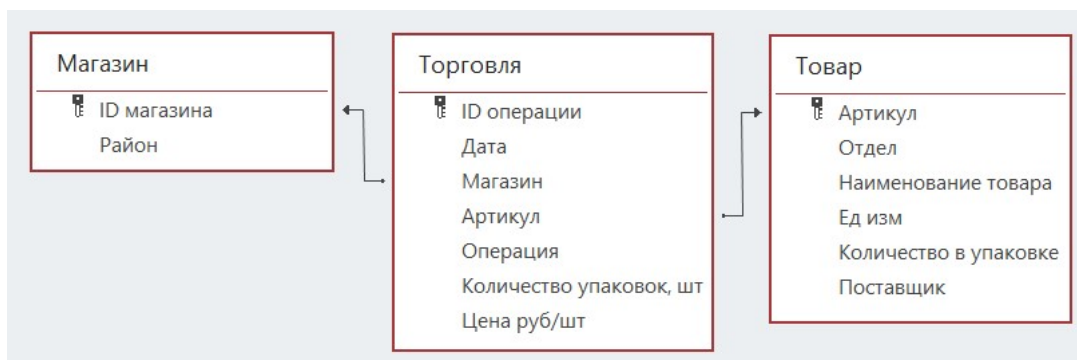 Магазин
ID магазина
Район
Торговля
ID операции
Дата
Магазин
Артикул
Операция
Количество упаковок, шт
Цена руб/шт
Товар
Артикул
Отдел
Наименование товара
Ед изм
Количество в упаковке
Поставщик